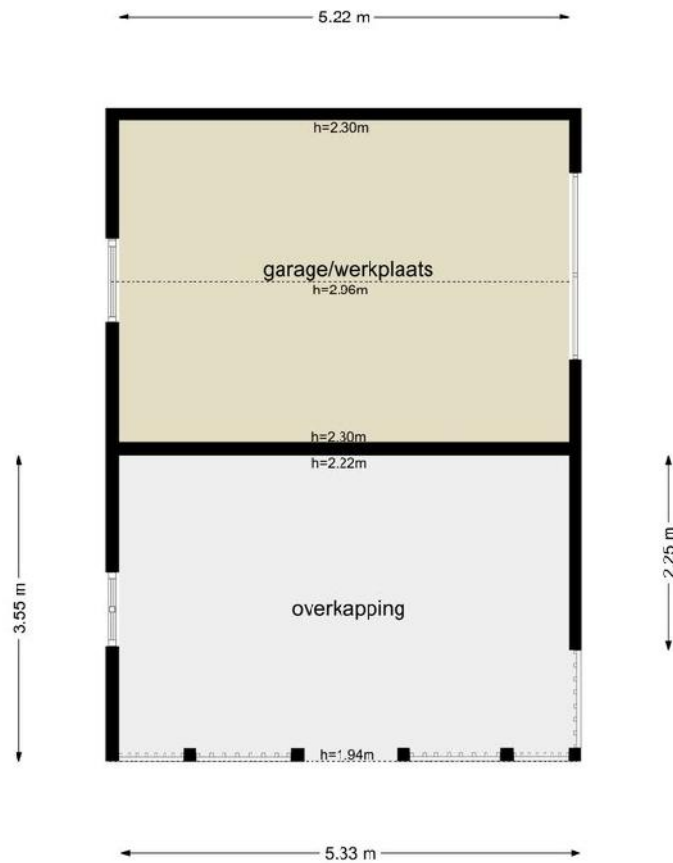 5.22 m
h=2.30m
garage/werkplaats
h=2.96m
h=2.30m
h=2.22m
3.55 m
2.25 m
overkapping
h=1.94m
5.33 m